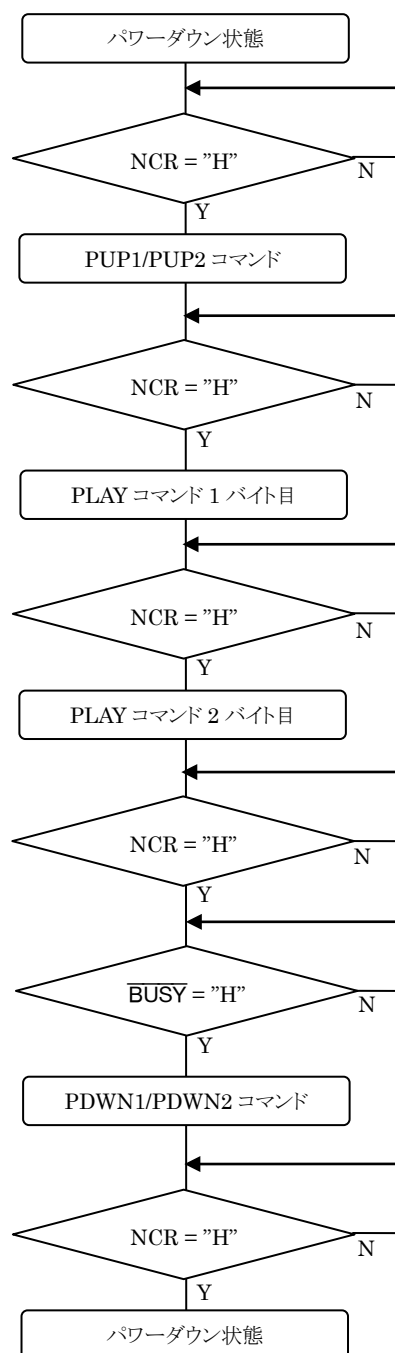 パワーダウン状態
NCR = ”H”
N
Y
PUP1/PUP2 コマンド
NCR = ”H”
N
Y
PLAY コマンド 1 バイト目
NCR = ”H”
N
Y
PLAY コマンド 2 バイト目
NCR = ”H”
N
Y
B̅U̅S̅Y̅ = ”H”
N
Y
PDWN1/PDWN2 コマンド
NCR = ”H”
N
Y
パワーダウン状態